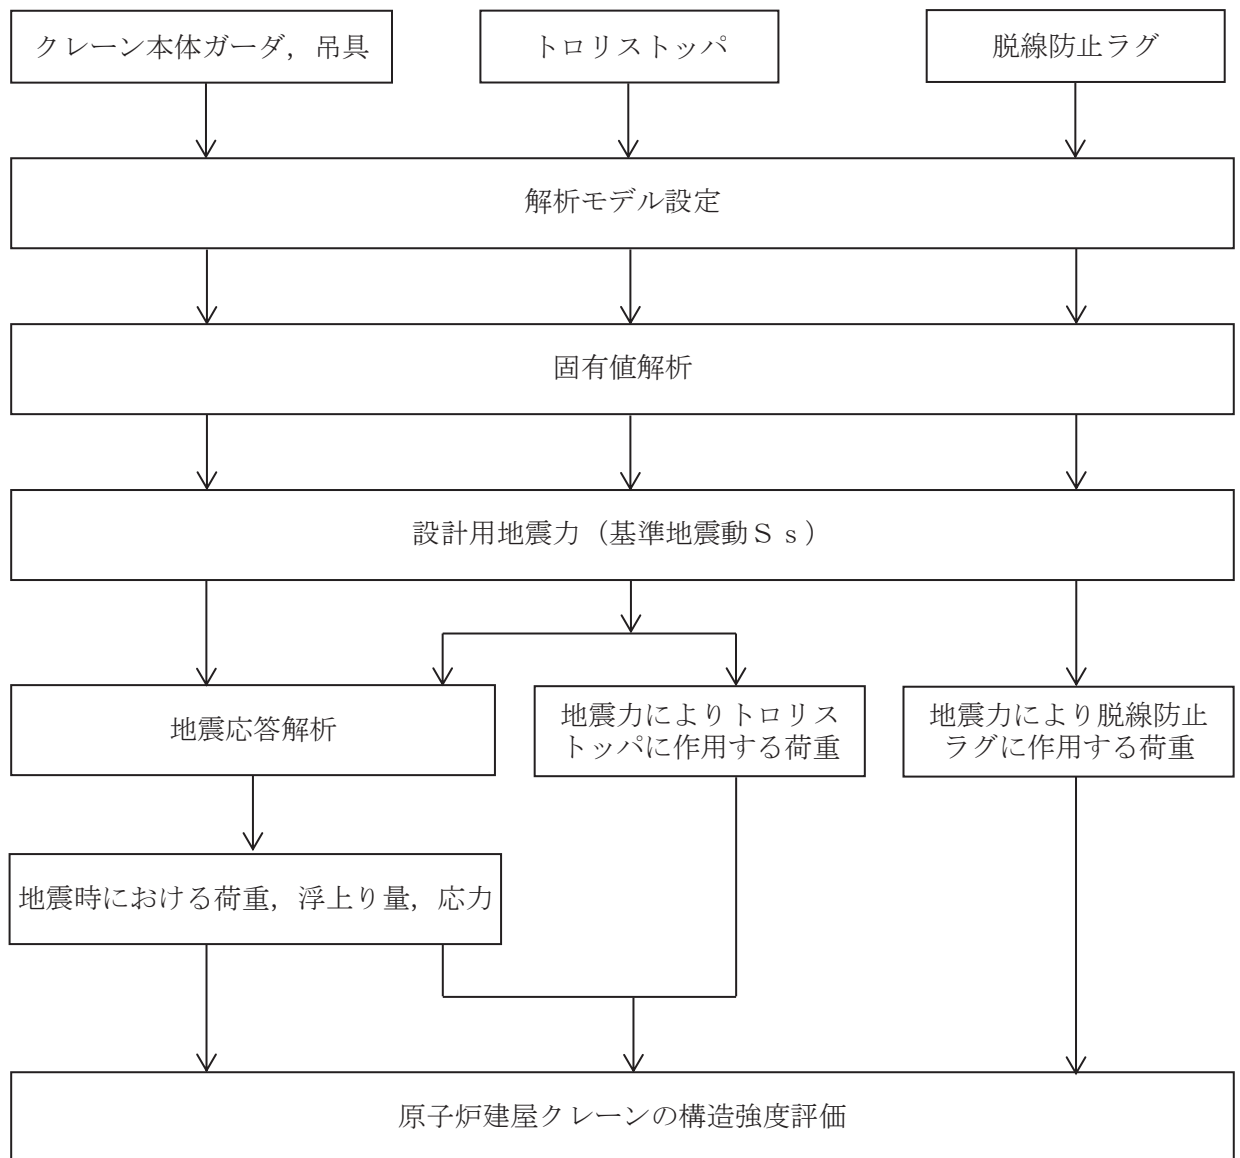 クレーン本体ガーダ，吊具
トロリストッパ
脱線防止ラグ
解析モデル設定
固有値解析
設計用地震力（基準地震動Ｓｓ）
地震応答解析
地震力によりトロリス
トッパに作用する荷重
地震力により脱線防止
ラグに作用する荷重
地震時における荷重，浮上り量，応力
原子炉建屋クレーンの構造強度評価